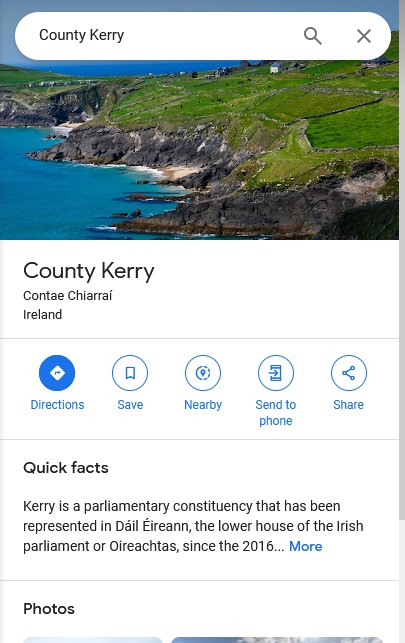 County Kerry
County Kerry
Contae Chiarraí
Ireland
Directions
Save
Nearby
Send to
phone
Share
Quick facts
Kerry is a parliamentary constituency that has been
represented in Dáil Éireann, the lower house of the Irish
parliament or Oireachtas, since the 2016... More
Photos